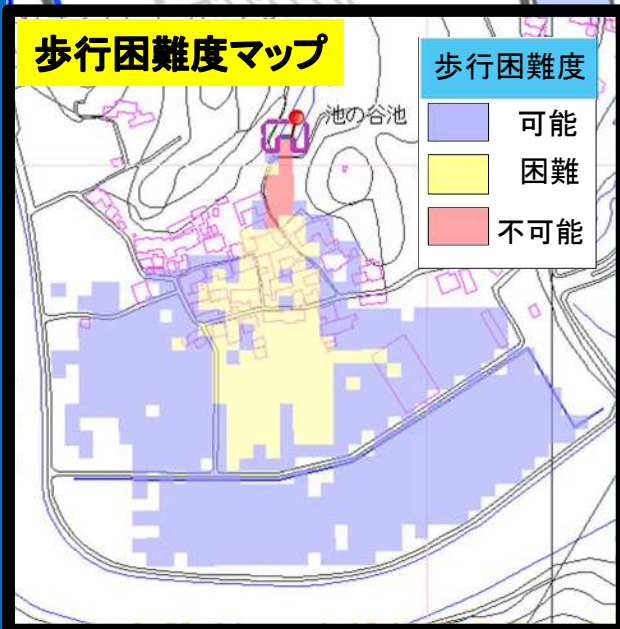 歩行困難度マップ
池の谷池
歩行困難度
可能
困難
不可能